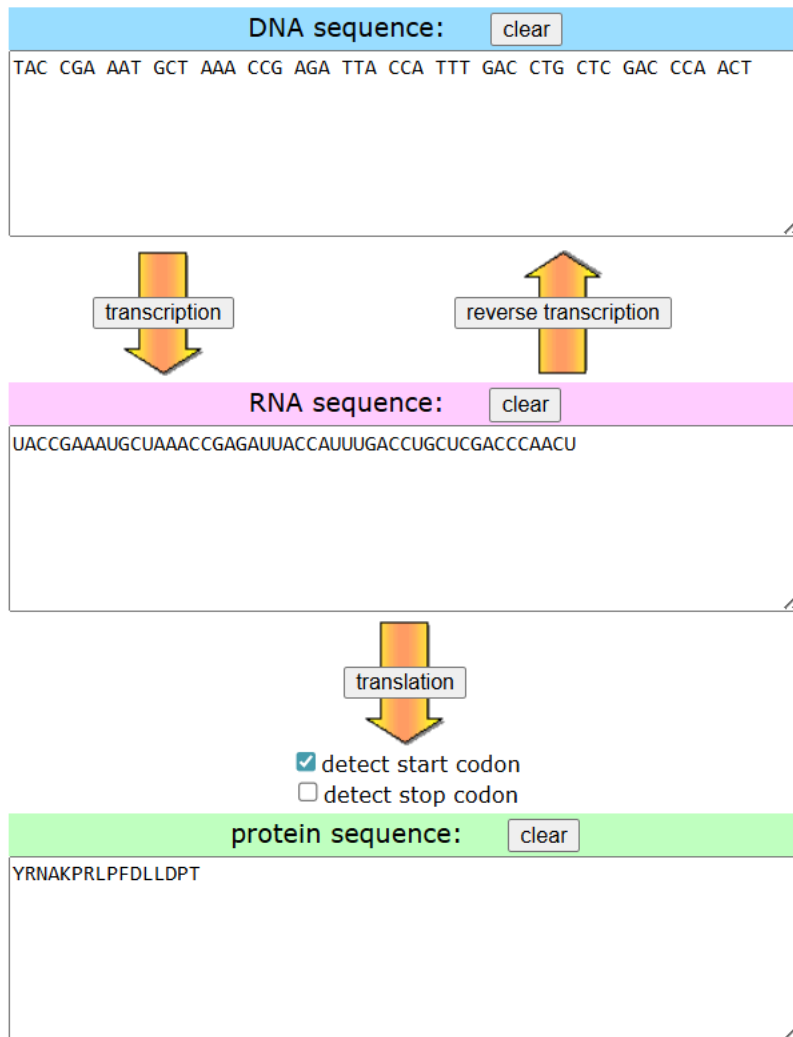 DNA sequence: clear
TAC CGA AAT GCT AAA CCG AGA TTA CCA TTT GAC CTG CTC GAC CCA ACT
transcription reverse transcription
RNA sequence: clear
UACCGAAAUGCUAAACCGAGAUUACCAUUUGACCUGCUCGACCCAACU
translation
detect start codon
detect stop codon
protein sequence: clear
YRNAKPRLPFDLLDPT